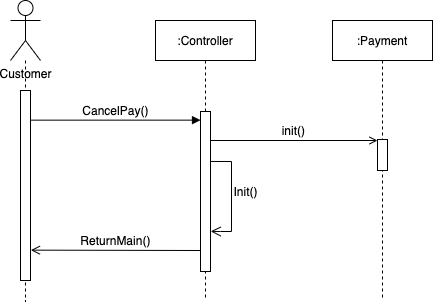 :Controller
:Payment
Customer
CancelPay()
init()
Init()
ReturnMain()